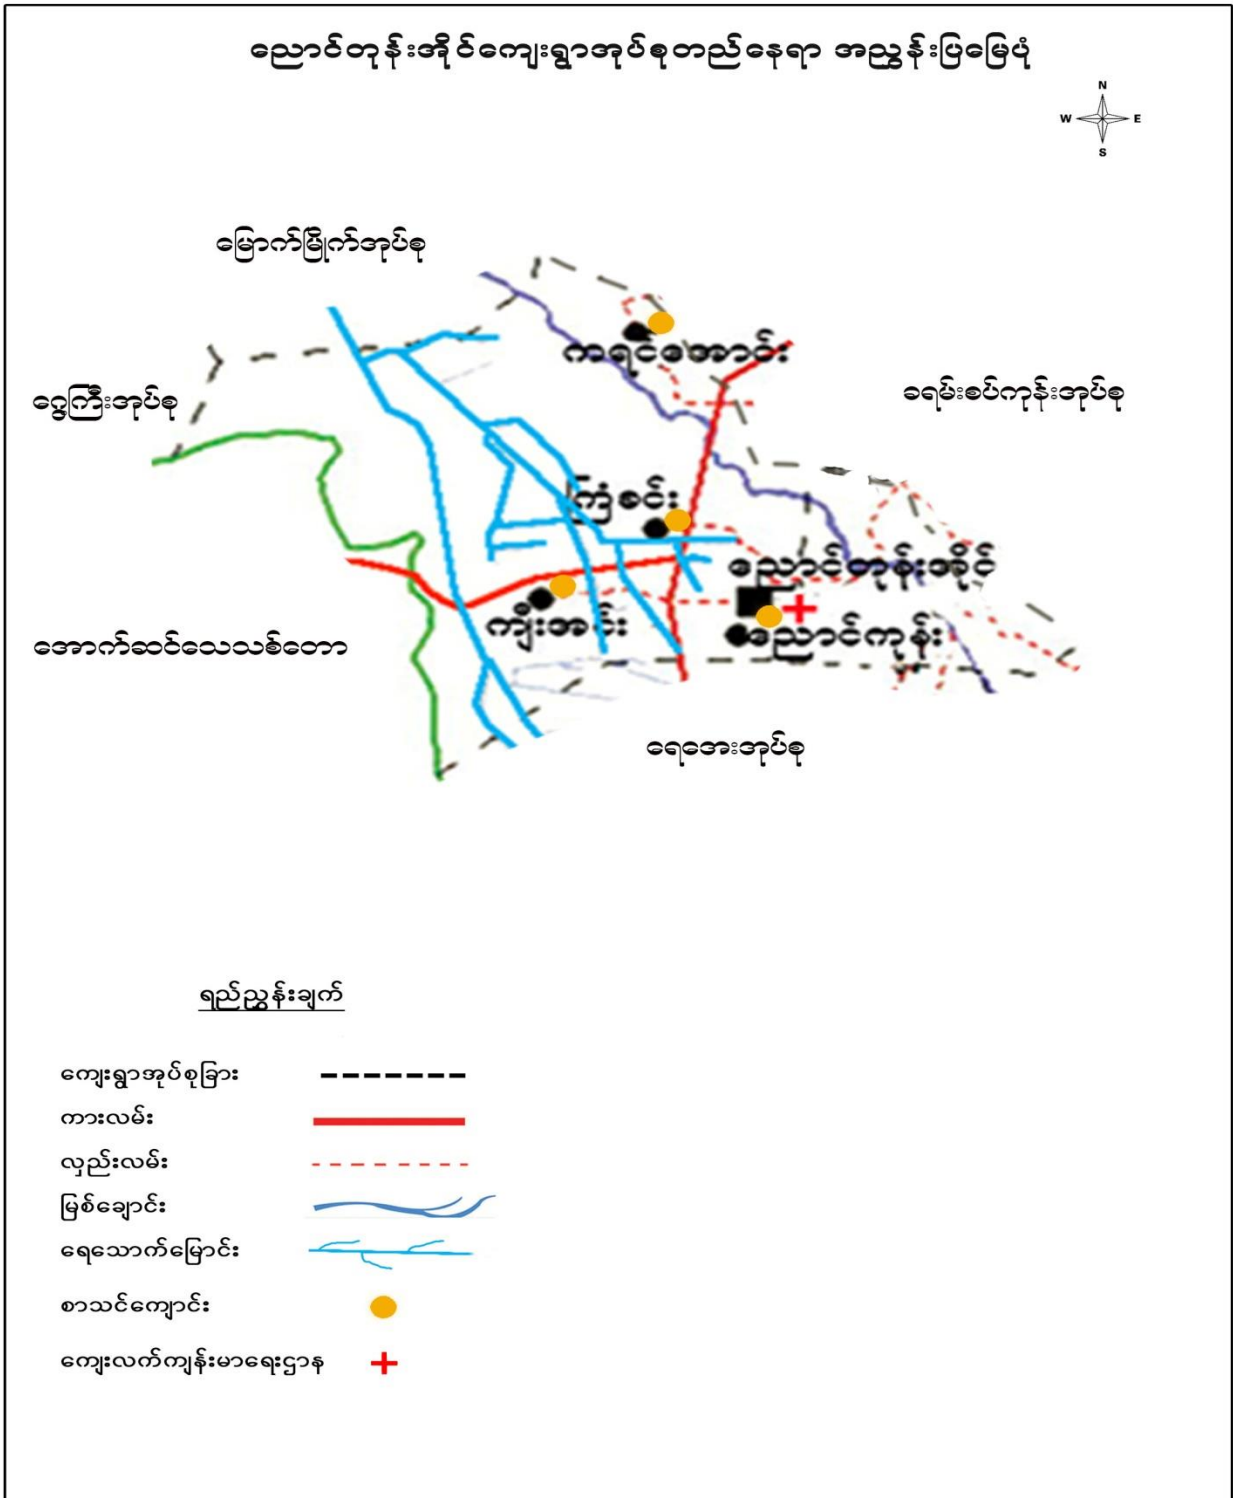 ညောင်တုန်းအိုင်ကျေးရွာအုပ်စုတည်နေရာ အညွှန်းပြမြေပုံ
N
W E
S
မြောက်မြိုက်အုပ်စု
ကရင်အောင်း
ငွေကြီးအုပ်စု
ခရမ်းစပ်ကုန်းအုပ်စု
ကြံခင်း
ညောင်တုန်းအိုင်
ကျီးအင်း
ညောင်ကုန်း
အောက်ဆင်သေသစ်တော
ရေအေးအုပ်စု
ရည်ညွှန်းချက်
ကျေးရွာအုပ်စုခြား
ကားလမ်း
လှည်းလမ်း
မြစ်ချောင်း
ရေသောက်မြောင်း
စာသင်ကျောင်း
ကျေးလက်ကျန်းမာရေးဌာန